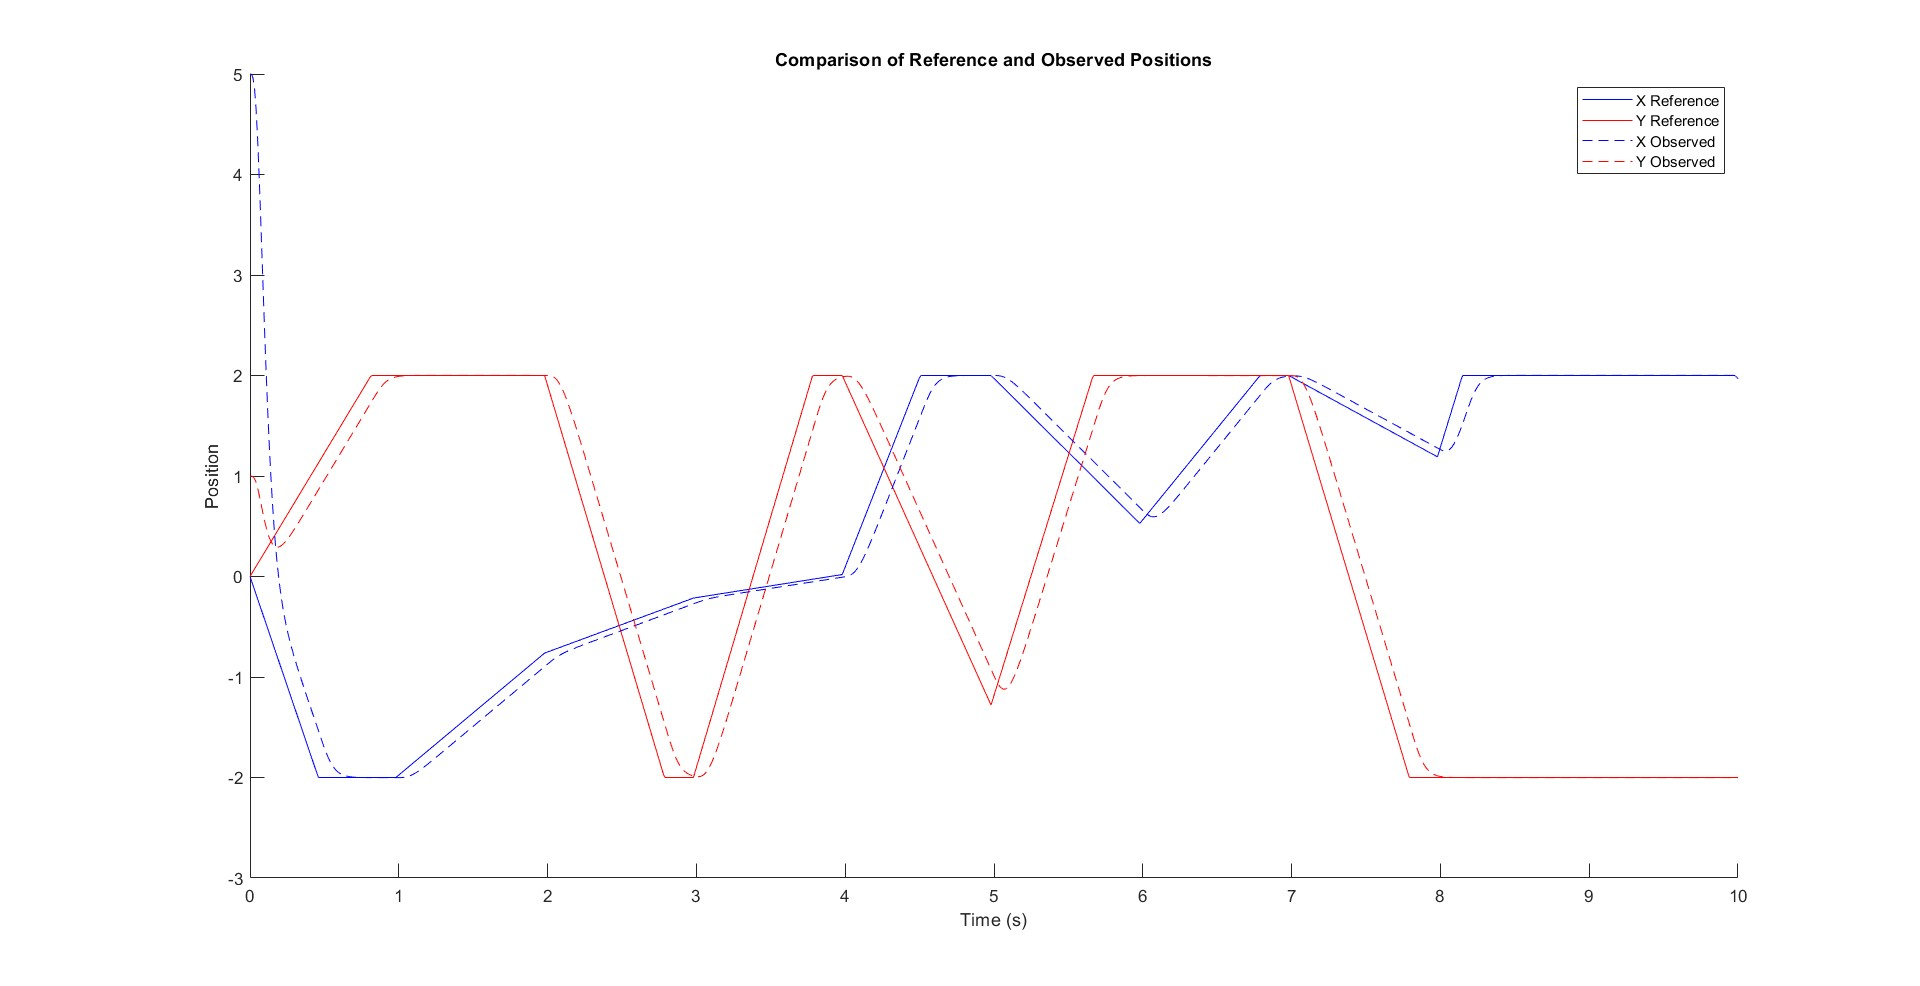 Comparison of Reference and Observed Positions
X Reference
Y Reference
X Observed
Y Observed
5
4
3
2
1
0
-1
-2
-3
Position
0 1 2 3 4 5 6 7 8 9 10
Time (s)